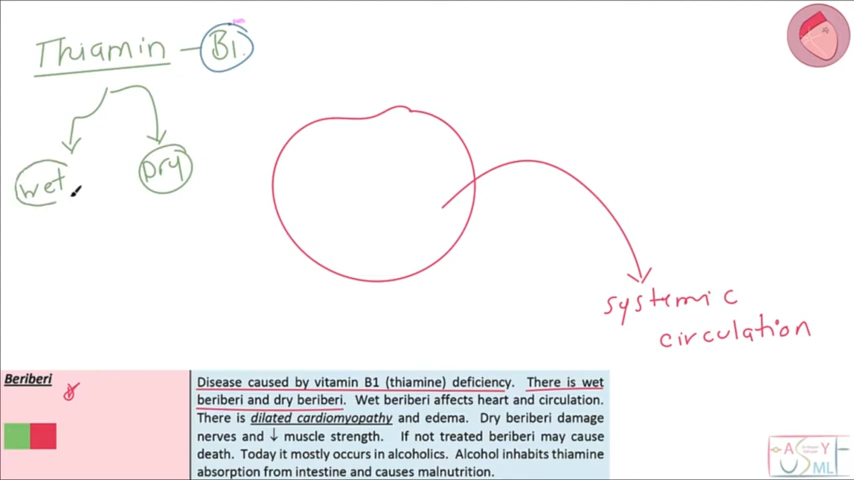 Thiamin - B1.
wet Dry
systemic
circulation
Beriberi
Disease caused by vitamin B1 (thiamine) deficiency. There is wet
beriberi and dry beriberi. Wet beriberi affects heart and circulation.
There is dilated cardiomyopathy and edema. Dry beriberi damage
nerves and ↓ muscle strength. If not treated beriberi may cause
death. Today it mostly occurs in alcoholics. Alcohol inhabits thiamine
absorption from intestine and causes malnutrition.
EASY
USML